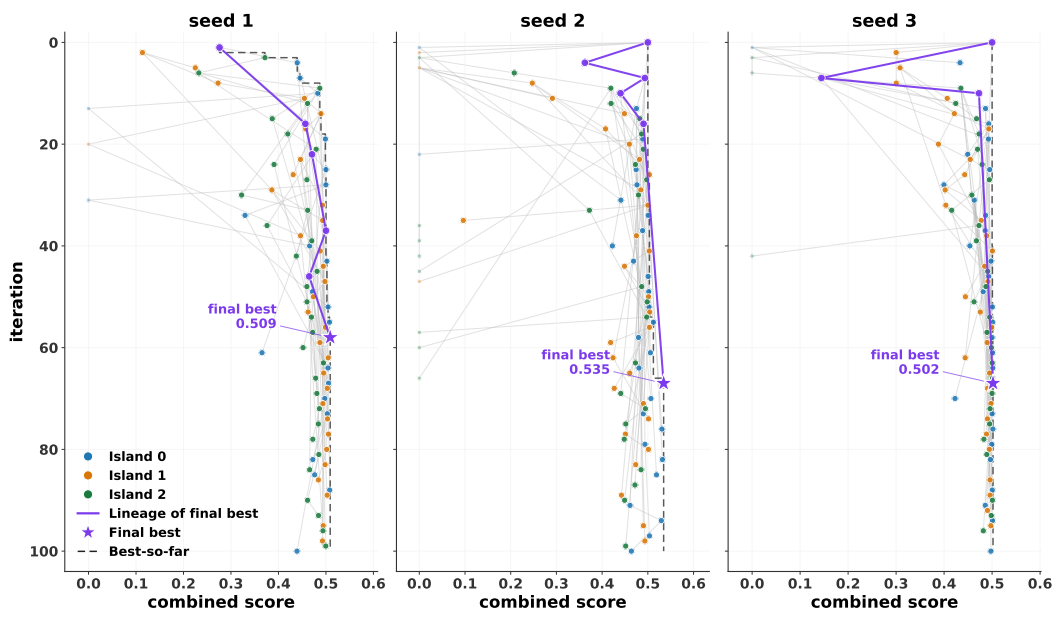 seed 1
seed 2
seed 3
iteration
0
20
40
60
80
100
final best
0.509
final best
0.535
final best
0.502
Island 0
Island 1
Island 2
Lineage of final best
Final best
Best-so-far
0.0 0.1 0.2 0.3 0.4 0.5 0.6
0.0 0.1 0.2 0.3 0.4 0.5 0.6
0.0 0.1 0.2 0.3 0.4 0.5 0.6
combined score
combined score
combined score